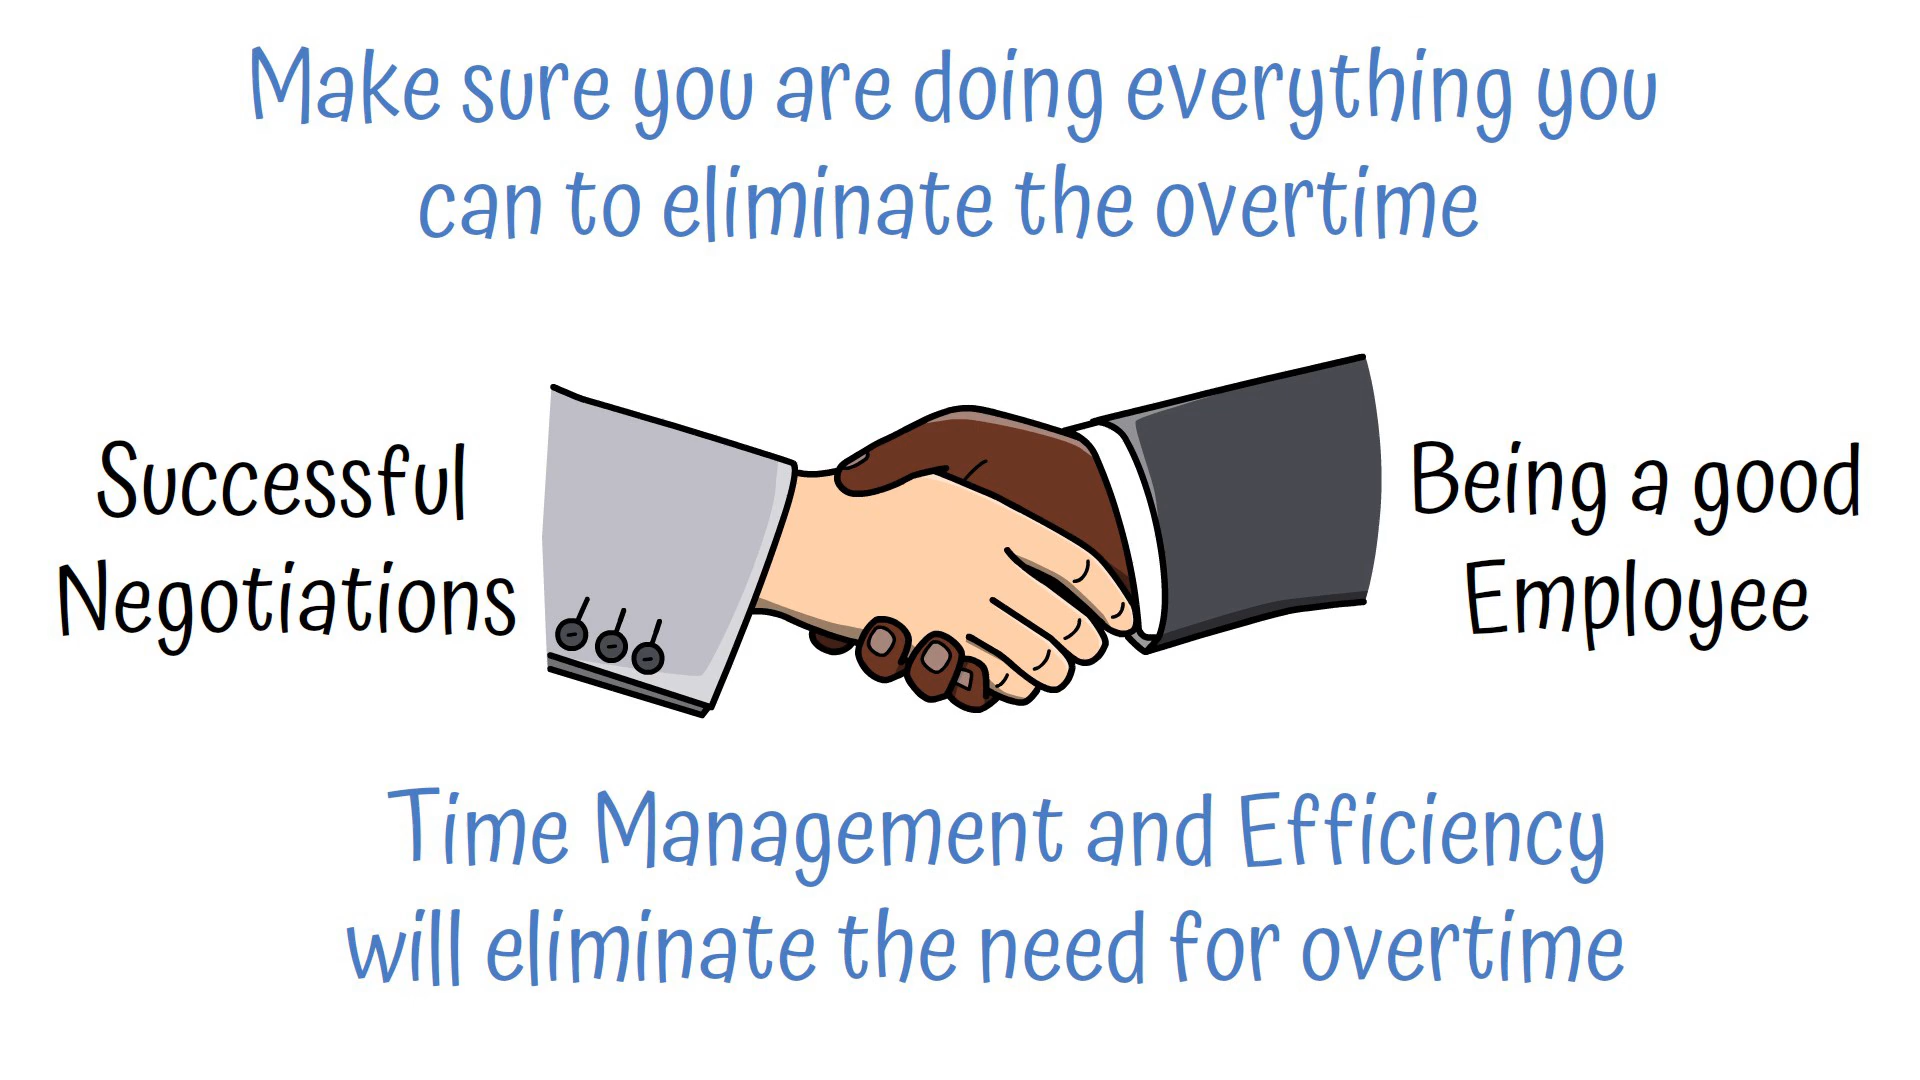 Make sure you are doing everything you
can to eliminate the overtime
Successful
Negotiations
Being a good
Employee
Time Management and Efficiency
will eliminate the need for overtime